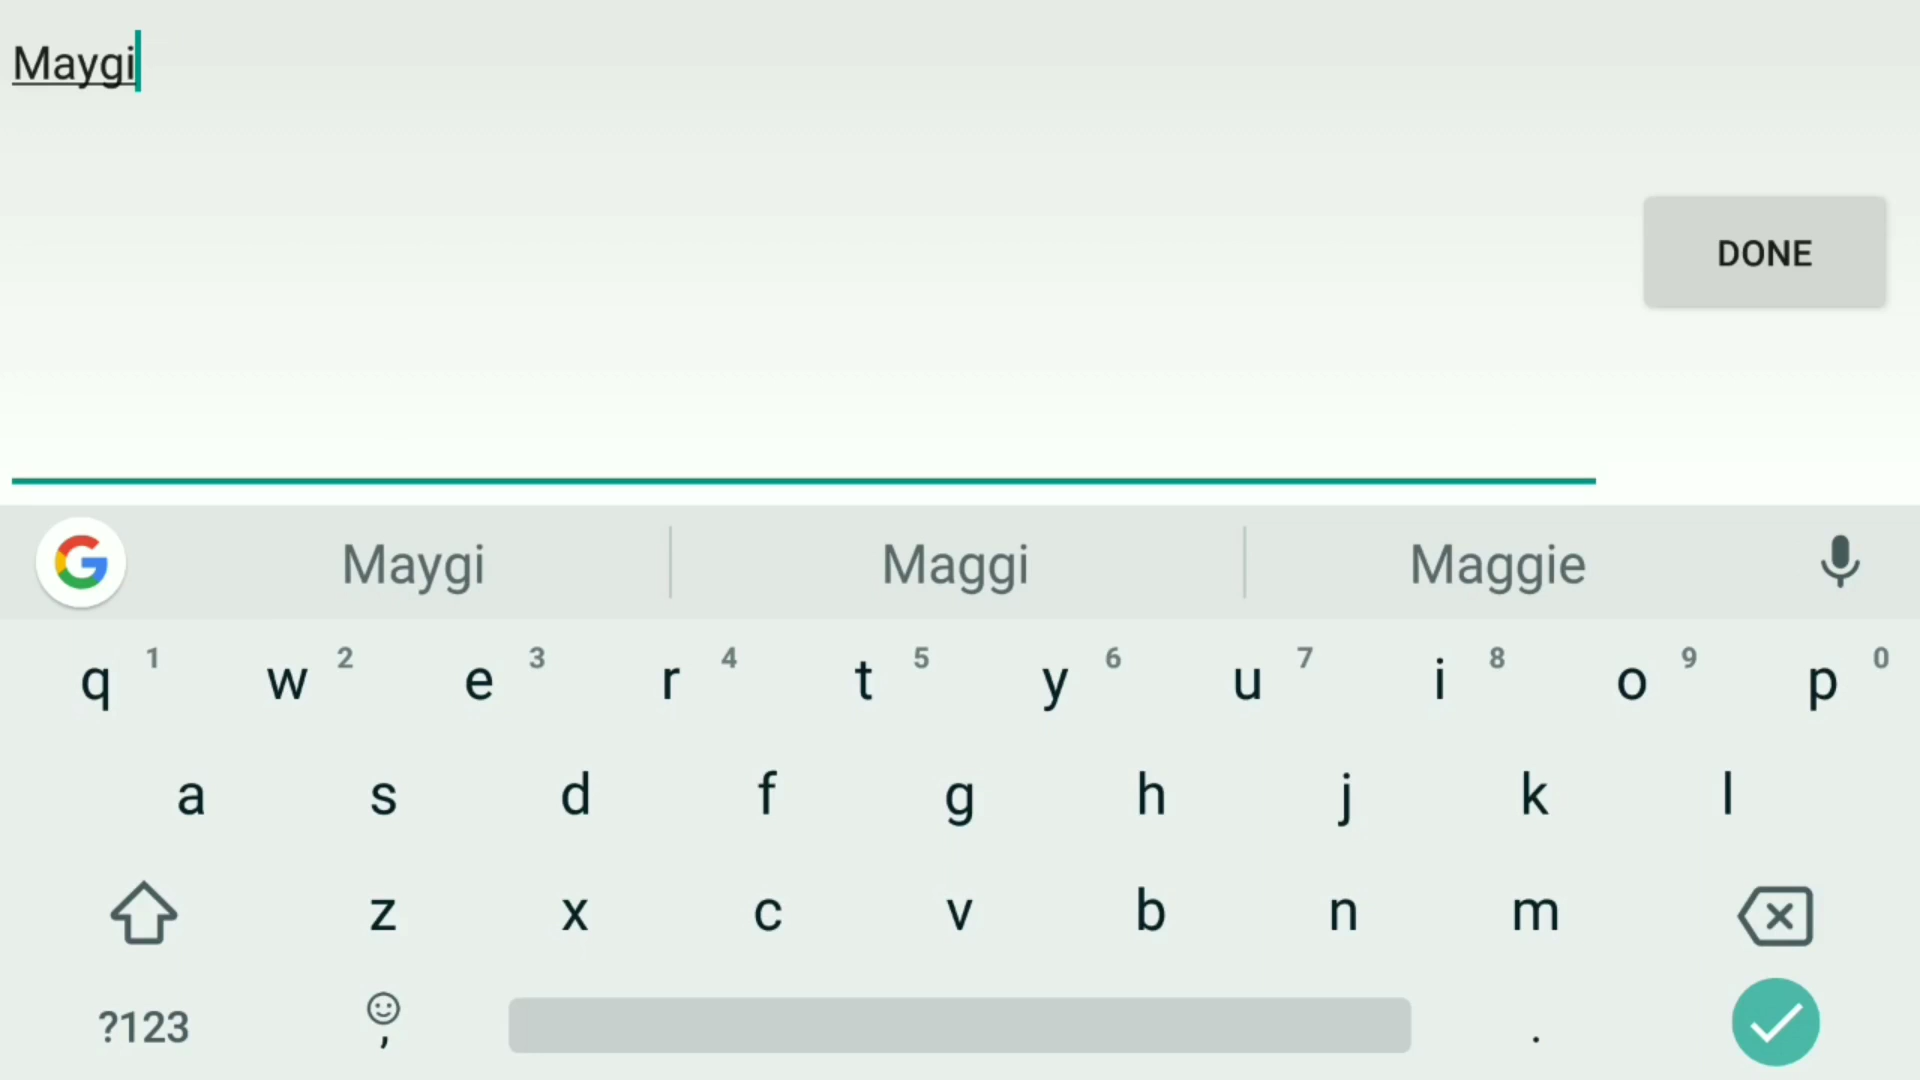 Maygi
DONE
Maygi Maggi Maggie
q 1 w 2 e 3 r 4 t 5 y 6 u 7 i 8 o 9 p 0
a s d f g h j k l
z x c v b n m
?123 , .